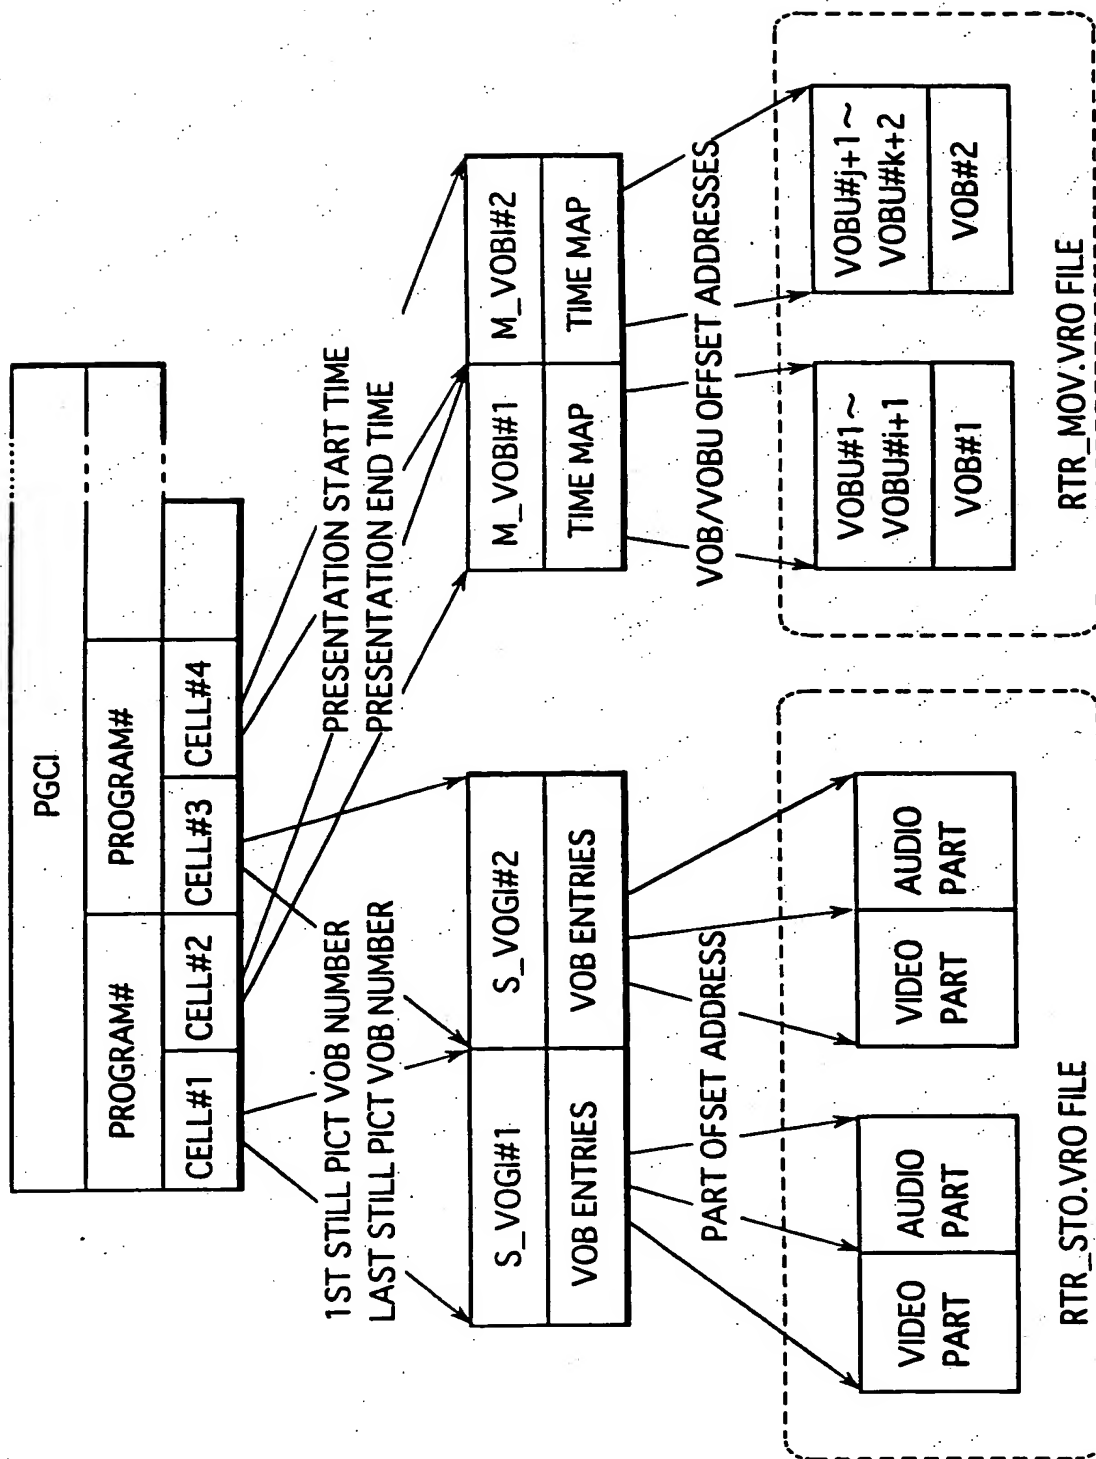 PGCI
PROGRAM#
PROGRAM#
CELL#1
CELL#2
CELL#3
CELL#4
1ST STILL PICT VOB NUMBER
LAST STILL PICT VOB NUMBER
PRESENTATION START TIME
PRESENTATION END TIME
S_VOGI#1
S_VOGI#2
VOB ENTRIES
VOB ENTRIES
M_VOBI#1
M_VOBI#2
TIME MAP
TIME MAP
PART OFFSET ADDRESS
VOB/VOBU OFFSET ADDRESSES
VIDEO
PART
AUDIO
PART
VIDEO
PART
AUDIO
PART
VOBU#1~
VOBU#i+1
VOB#1
VOBU#j+1~
VOBU#k+2
VOB#2
RTR_STO.VRO FILE
RTR_MOV.VRO FILE